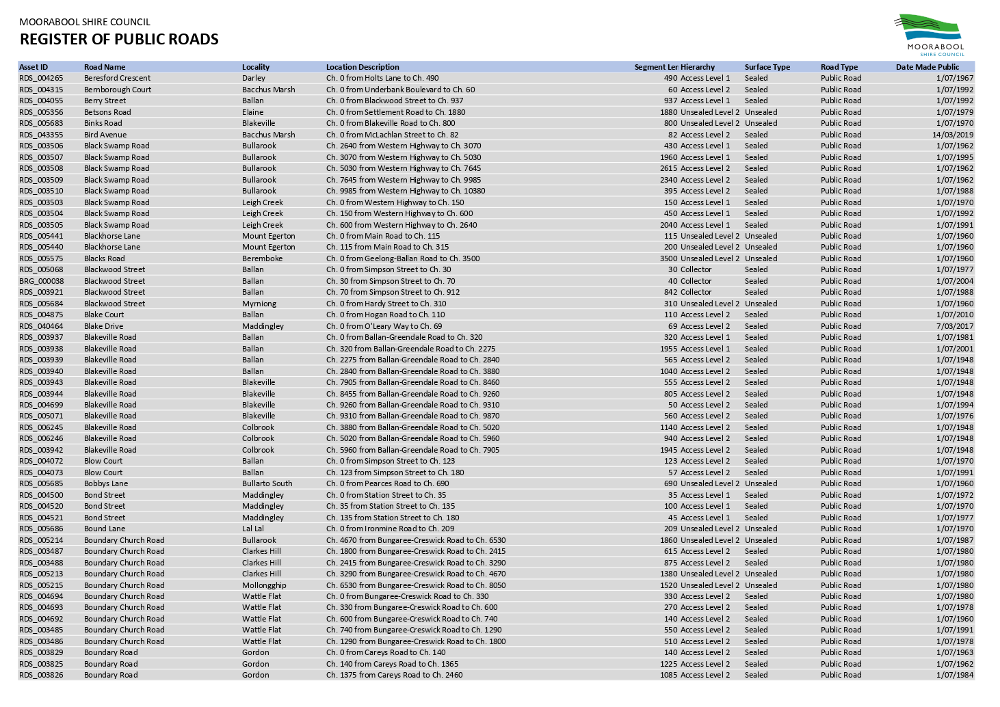 MOORABOOL SHIRE COUNCIL
REGISTER OF PUBLIC ROADS
MOORABOOL
SHIRE COUNCIL
Asset ID Road Name Locality Location Description Segment Len Hierarchy Surface Type Road Type Date Made Public
RDS_004265 Beresford Crescent Darley Ch. 0 from Holts Lane to Ch. 490 490 Access Level 1 Sealed Public Road 1/07/1967
RDS_004315 Bernborough Court Bacchus Marsh Ch. 0 from Underbank Boulevard to Ch. 60 60 Access Level 2 Sealed Public Road 1/07/1992
RDS_004055 Berry Street Ballan Ch. 0 from Blackwood Street to Ch. 937 937 Access Level 1 Sealed Public Road 1/07/1992
RDS_005356 Betsons Road Elaine Ch. 0 from Settlement Road to Ch. 1880 1880 Unsealed Level 2 Unsealed Public Road 1/07/1979
RDS_005683 Binks Road Blakeville Ch. 0 from Blakeville Road to Ch. 800 800 Unsealed Level 2 Unsealed Public Road 1/07/1970
RDS_043355 Bird Avenue Bacchus Marsh Ch. 0 from McLachlan Street to Ch. 82 82 Access Level 2 Sealed Public Road 14/03/2019
RDS_003506 Black Swamp Road Bullarook Ch. 2640 from Western Highway to Ch. 3070 430 Access Level 1 Sealed Public Road 1/07/1962
RDS_003507 Black Swamp Road Bullarook Ch. 3070 from Western Highway to Ch. 5030 1960 Access Level 1 Sealed Public Road 1/07/1995
RDS_003508 Black Swamp Road Bullarook Ch. 5030 from Western Highway to Ch. 7645 2615 Access Level 2 Sealed Public Road 1/07/1962
RDS_003509 Black Swamp Road Bullarook Ch. 7645 from Western Highway to Ch. 9985 2340 Access Level 2 Sealed Public Road 1/07/1962
RDS_003510 Black Swamp Road Bullarook Ch. 9985 from Western Highway to Ch. 10380 395 Access Level 2 Sealed Public Road 1/07/1988
RDS_003503 Black Swamp Road Leigh Creek Ch. 0 from Western Highway to Ch. 150 150 Access Level 1 Sealed Public Road 1/07/1970
RDS_003504 Black Swamp Road Leigh Creek Ch. 150 from Western Highway to Ch. 600 450 Access Level 1 Sealed Public Road 1/07/1992
RDS_003505 Black Swamp Road Leigh Creek Ch. 600 from Western Highway to Ch. 2640 2040 Access Level 1 Sealed Public Road 1/07/1991
RDS_005441 Blackhorse Lane Mount Egerton Ch. 0 from Main Road to Ch. 115 115 Unsealed Level 2 Unsealed Public Road 1/07/1960
RDS_005440 Blackhorse Lane Mount Egerton Ch. 115 from Main Road to Ch. 315 200 Unsealed Level 2 Unsealed Public Road 1/07/1960
RDS_005575 Blacks Road Beremboke Ch. 0 from Geelong-Ballan Road to Ch. 3500 3500 Unsealed Level 2 Unsealed Public Road 1/07/1960
RDS_005068 Blackwood Street Ballan Ch. 0 from Simpson Street to Ch. 30 30 Collector Sealed Public Road 1/07/1977
BRG_000038 Blackwood Street Ballan Ch. 30 from Simpson Street to Ch. 70 40 Collector Sealed Public Road 1/07/2004
RDS_003921 Blackwood Street Ballan Ch. 70 from Simpson Street to Ch. 912 842 Collector Sealed Public Road 1/07/1988
RDS_005684 Blackwood Street Myrniong Ch. 0 from Hardy Street to Ch. 310 310 Unsealed Level 2 Unsealed Public Road 1/07/1960
RDS_004875 Blake Court Ballan Ch. 0 from Hogan Road to Ch. 110 110 Access Level 2 Sealed Public Road 1/07/2010
RDS_040464 Blake Drive Maddingley Ch. 0 from O'Leary Way to Ch. 69 69 Access Level 2 Sealed Public Road 7/03/2017
RDS_003937 Blakeville Road Ballan Ch. 0 from Ballan-Greendale Road to Ch. 320 320 Access Level 1 Sealed Public Road 1/07/1981
RDS_003938 Blakeville Road Ballan Ch. 320 from Ballan-Greendale Road to Ch. 2275 1955 Access Level 1 Sealed Public Road 1/07/2001
RDS_003939 Blakeville Road Ballan Ch. 2275 from Ballan-Greendale Road to Ch. 2840 565 Access Level 2 Sealed Public Road 1/07/1948
RDS_003940 Blakeville Road Ballan Ch. 2840 from Ballan-Greendale Road to Ch. 3880 1040 Access Level 2 Sealed Public Road 1/07/1948
RDS_003943 Blakeville Road Blakeville Ch. 7905 from Ballan-Greendale Road to Ch. 8460 555 Access Level 2 Sealed Public Road 1/07/1948
RDS_003944 Blakeville Road Blakeville Ch. 8455 from Ballan-Greendale Road to Ch. 9260 805 Access Level 2 Sealed Public Road 1/07/1948
RDS_004699 Blakeville Road Blakeville Ch. 9260 from Ballan-Greendale Road to Ch. 9310 50 Access Level 2 Sealed Public Road 1/07/1994
RDS_005071 Blakeville Road Blakeville Ch. 9310 from Ballan-Greendale Road to Ch. 9870 560 Access Level 2 Sealed Public Road 1/07/1976
RDS_006245 Blakeville Road Colbrook Ch. 3880 from Ballan-Greendale Road to Ch. 5020 1140 Access Level 2 Sealed Public Road 1/07/1948
RDS_006246 Blakeville Road Colbrook Ch. 5020 from Ballan-Greendale Road to Ch. 5960 940 Access Level 2 Sealed Public Road 1/07/1948
RDS_003942 Blakeville Road Colbrook Ch. 5960 from Ballan-Greendale Road to Ch. 7905 1945 Access Level 2 Sealed Public Road 1/07/1948
RDS_004072 Blow Court Ballan Ch. 0 from Simpson Street to Ch. 123 123 Access Level 2 Sealed Public Road 1/07/1970
RDS_004073 Blow Court Ballan Ch. 123 from Simpson Street to Ch. 180 57 Access Level 2 Sealed Public Road 1/07/1991
RDS_005685 Bobbys Lane Bullarto South Ch. 0 from Pearces Road to Ch. 690 690 Unsealed Level 2 Unsealed Public Road 1/07/1960
RDS_004500 Bond Street Maddingley Ch. 0 from Station Street to Ch. 35 35 Access Level 1 Sealed Public Road 1/07/1972
RDS_004520 Bond Street Maddingley Ch. 35 from Station Street to Ch. 135 100 Access Level 1 Sealed Public Road 1/07/1970
RDS_004521 Bond Street Maddingley Ch. 135 from Station Street to Ch. 180 45 Access Level 1 Sealed Public Road 1/07/1977
RDS_005686 Bound Lane Lal Lal Ch. 0 from Ironmine Road to Ch. 209 209 Unsealed Level 2 Unsealed Public Road 1/07/1970
RDS_005214 Boundary Church Road Bullarook Ch. 4670 from Bungaree-Creswick Road to Ch. 6530 1860 Unsealed Level 2 Unsealed Public Road 1/07/1987
RDS_003487 Boundary Church Road Clarkes Hill Ch. 1800 from Bungaree-Creswick Road to Ch. 2415 615 Access Level 2 Sealed Public Road 1/07/1980
RDS_003488 Boundary Church Road Clarkes Hill Ch. 2415 from Bungaree-Creswick Road to Ch. 3290 875 Access Level 2 Sealed Public Road 1/07/1980
RDS_005213 Boundary Church Road Clarkes Hill Ch. 3290 from Bungaree-Creswick Road to Ch. 4670 1380 Unsealed Level 2 Unsealed Public Road 1/07/1980
RDS_005215 Boundary Church Road Mollongghip Ch. 6530 from Bungaree-Creswick Road to Ch. 8050 1520 Unsealed Level 2 Unsealed Public Road 1/07/1980
RDS_004694 Boundary Church Road Wattle Flat Ch. 0 from Bungaree-Creswick Road to Ch. 330 330 Access Level 2 Sealed Public Road 1/07/1980
RDS_004693 Boundary Church Road Wattle Flat Ch. 330 from Bungaree-Creswick Road to Ch. 600 270 Access Level 2 Sealed Public Road 1/07/1978
RDS_004692 Boundary Church Road Wattle Flat Ch. 600 from Bungaree-Creswick Road to Ch. 740 140 Access Level 2 Sealed Public Road 1/07/1960
RDS_003485 Boundary Church Road Wattle Flat Ch. 740 from Bungaree-Creswick Road to Ch. 1290 550 Access Level 2 Sealed Public Road 1/07/1991
RDS_003486 Boundary Church Road Wattle Flat Ch. 1290 from Bungaree-Creswick Road to Ch. 1800 510 Access Level 2 Sealed Public Road 1/07/1978
RDS_003829 Boundary Road Gordon Ch. 0 from Careys Road to Ch. 140 140 Access Level 2 Sealed Public Road 1/07/1963
RDS_003825 Boundary Road Gordon Ch. 140 from Careys Road to Ch. 1365 1225 Access Level 2 Sealed Public Road 1/07/1962
RDS_003826 Boundary Road Gordon Ch. 1375 from Careys Road to Ch. 2460 1085 Access Level 2 Sealed Public Road 1/07/1984